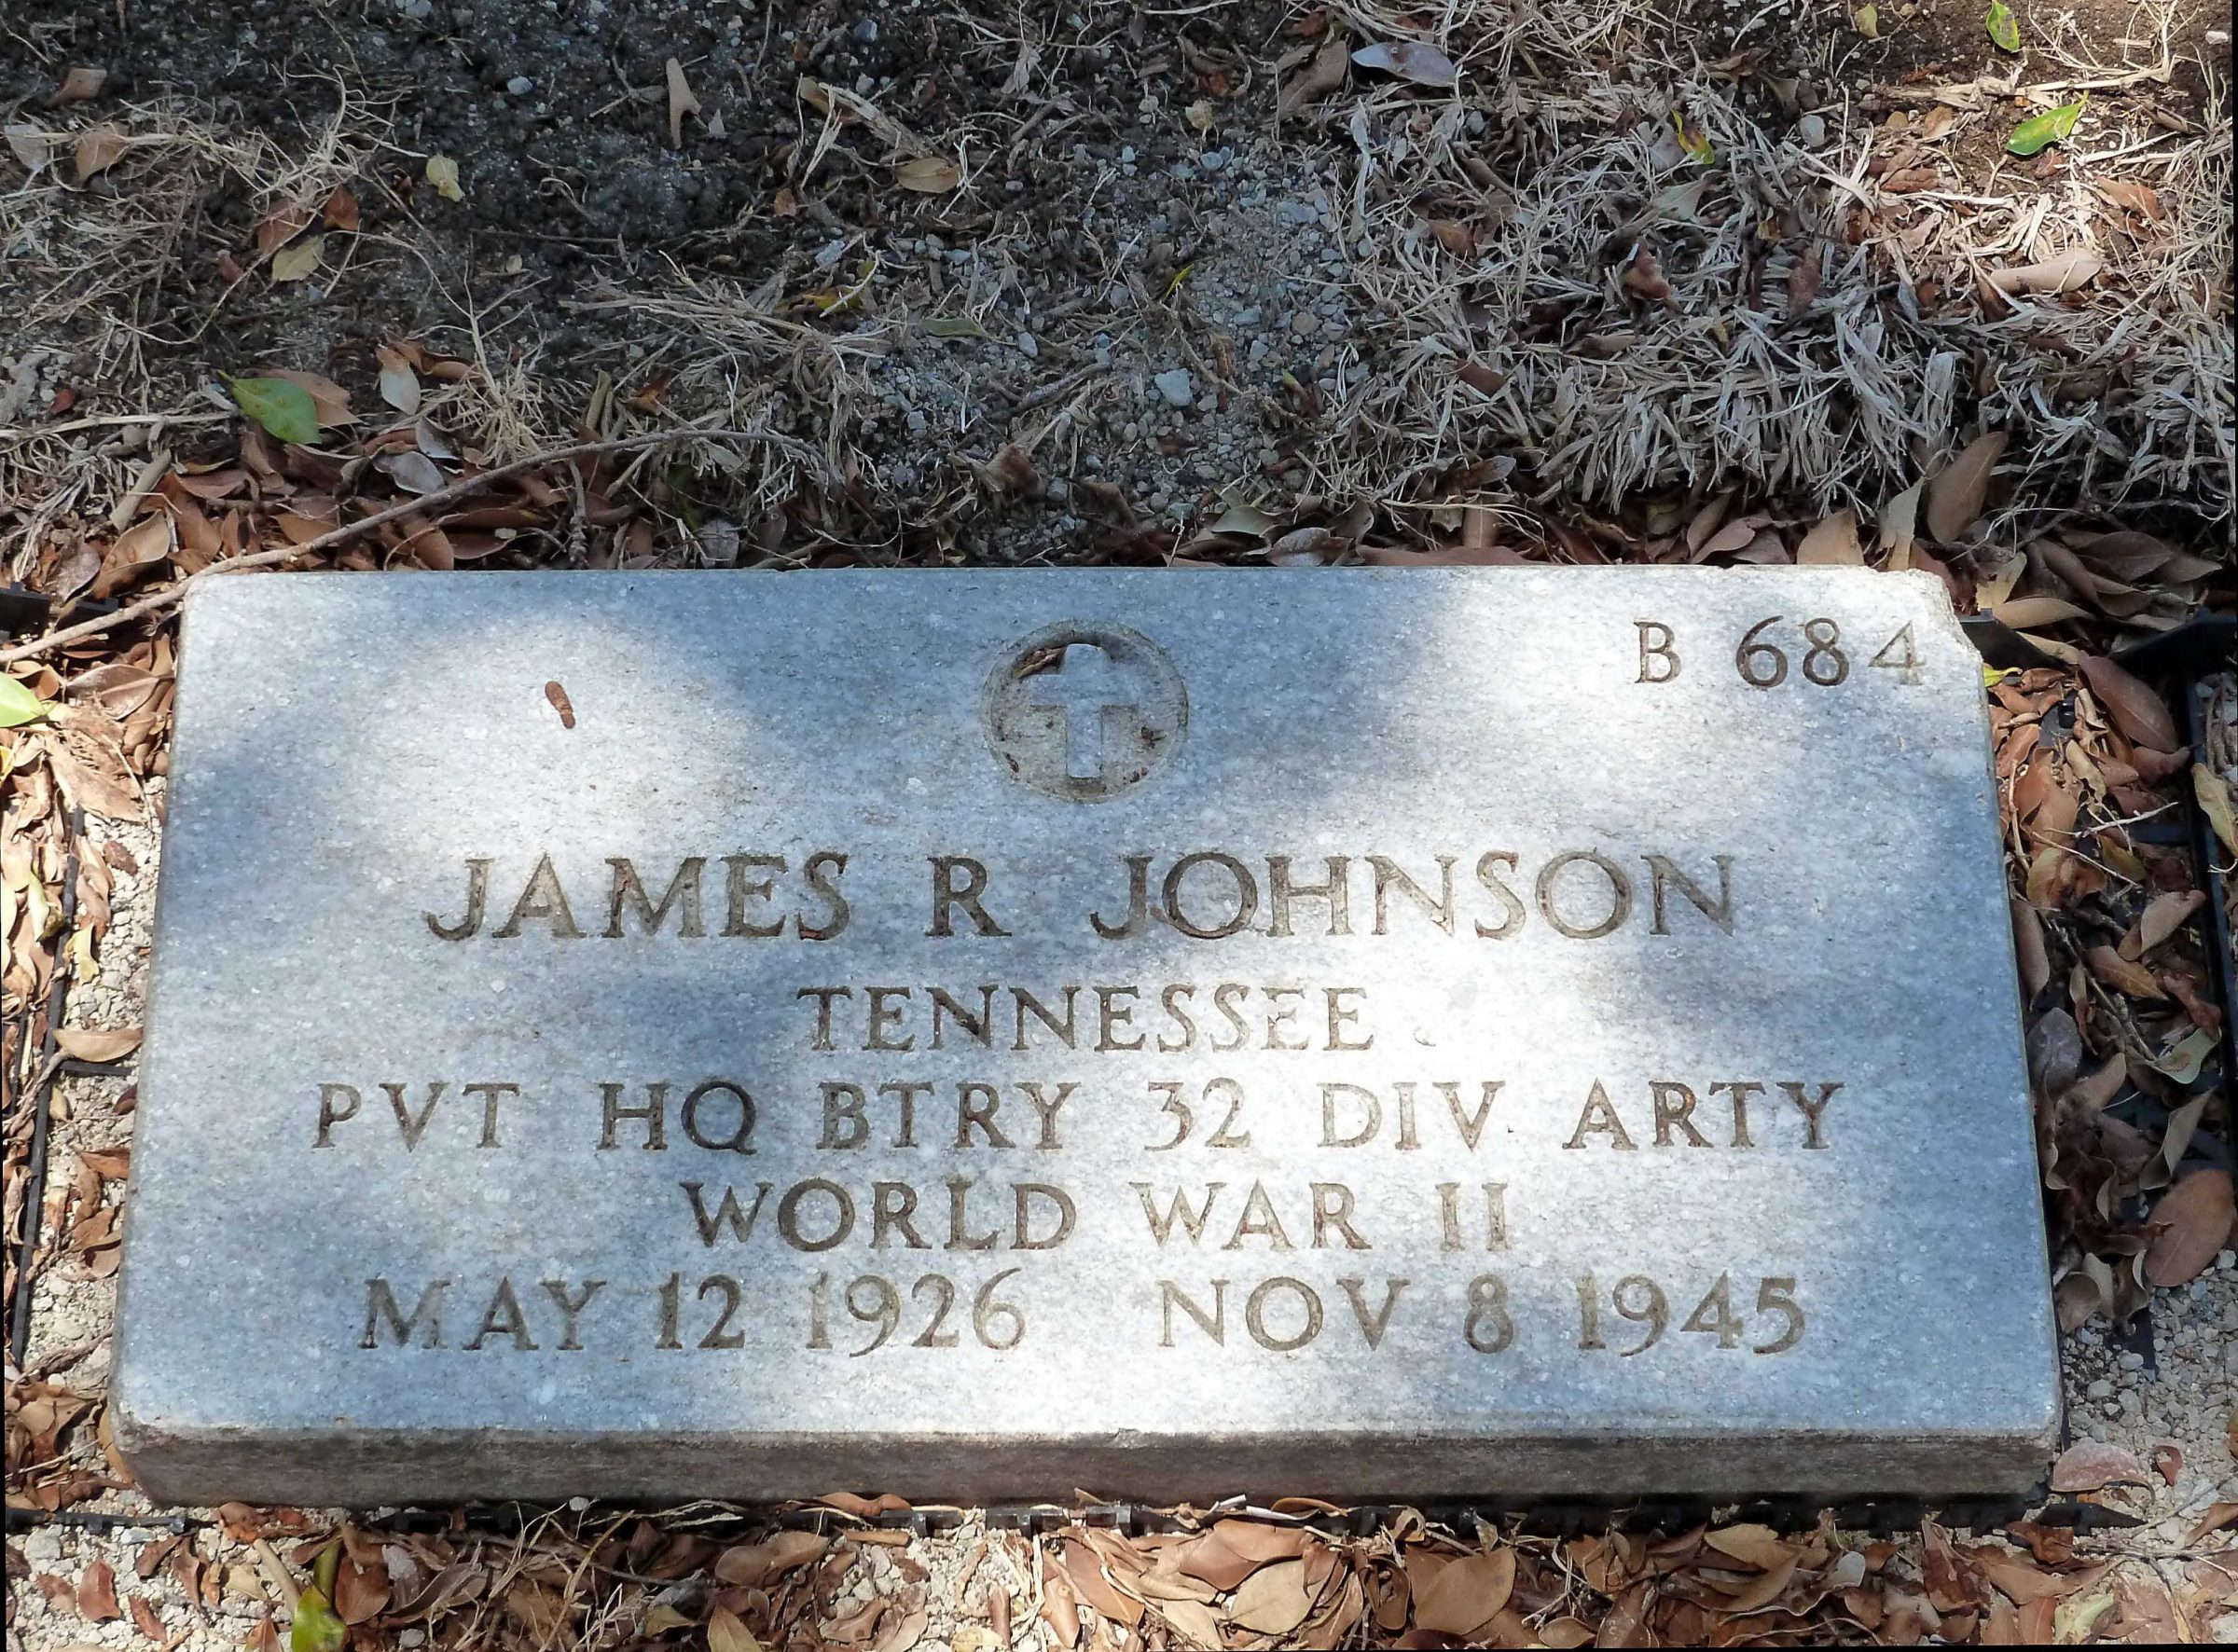 B 684
JAMES R JOHNSON
TENNESSEE
PVT HQ BTRY 32 DIV ARTY
WORLD WAR II
MAY 12 1926 NOV 8 1945